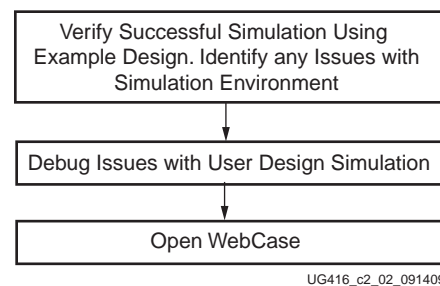 Verify Successful Simulation Using
Example Design. Identify any Issues with
Simulation Environment
Debug Issues with User Design Simulation
Open WebCase
UG416_c2_02_091409